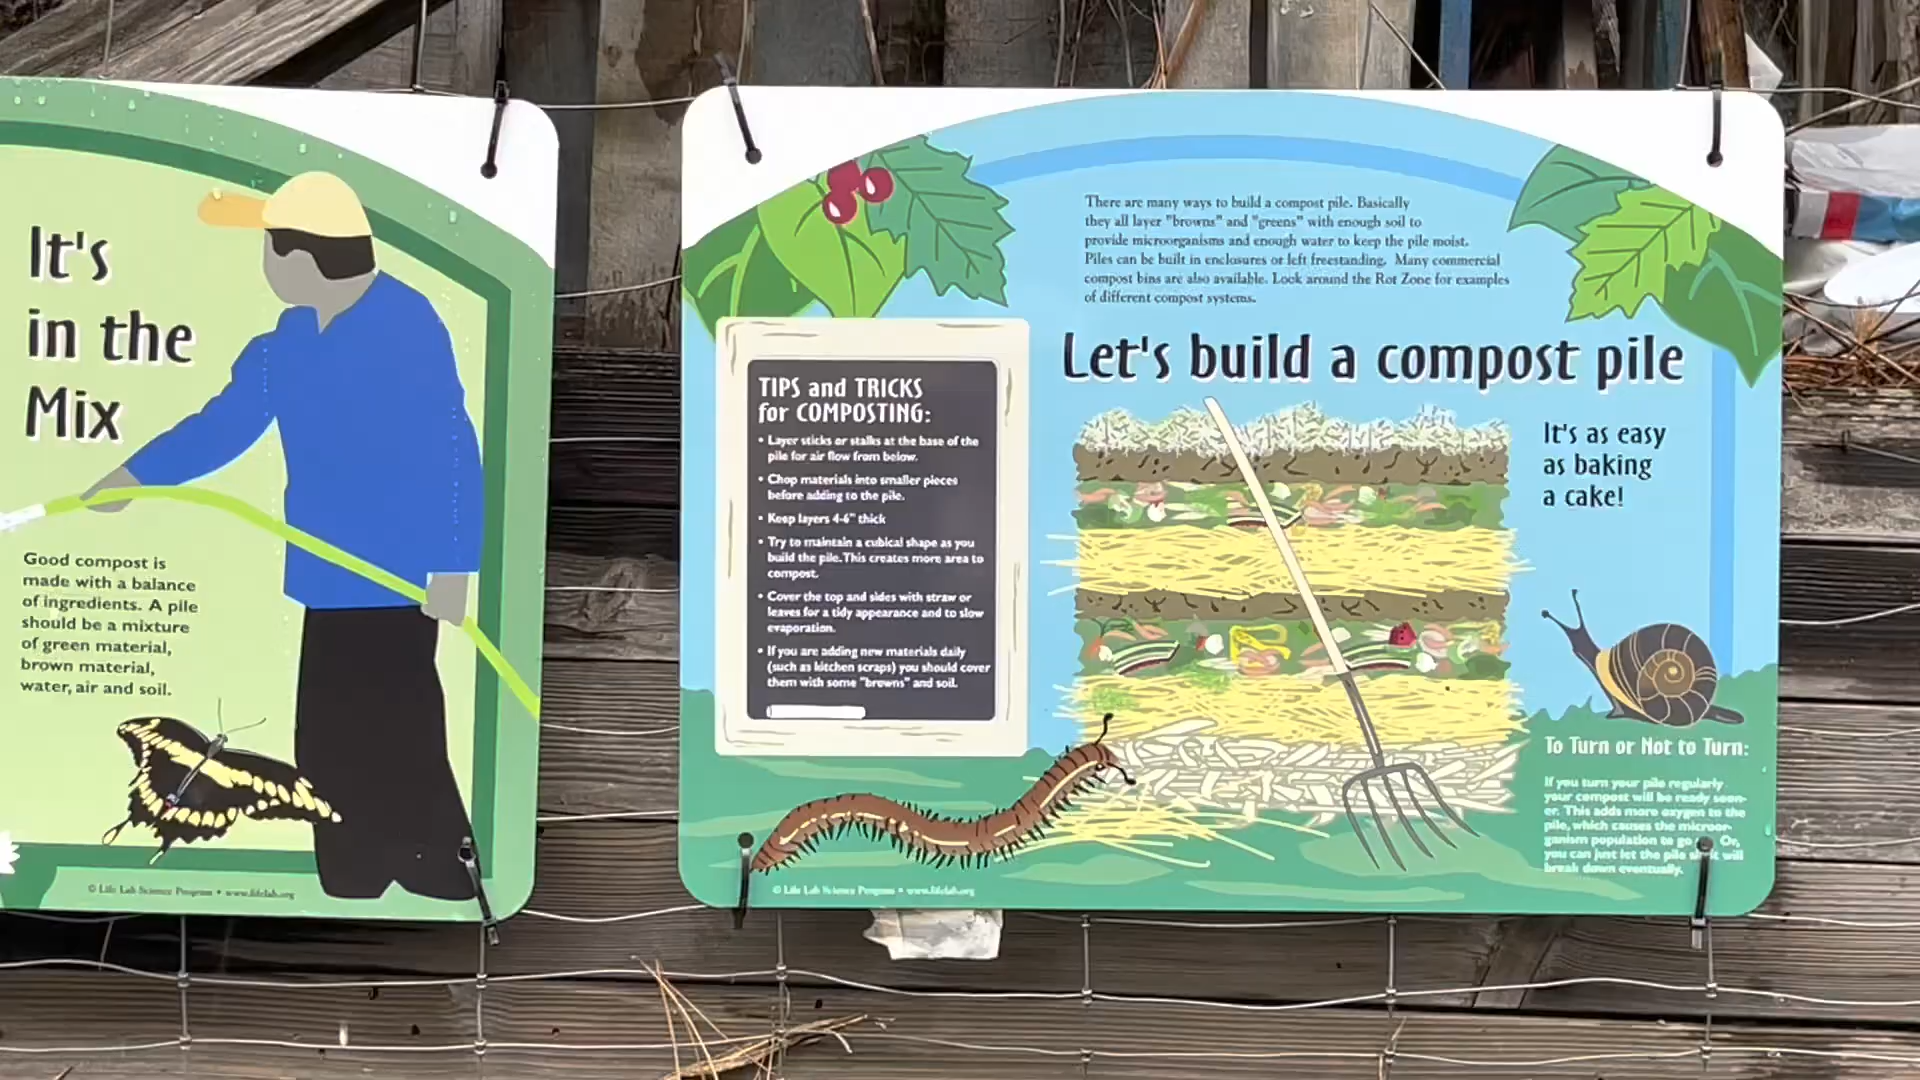 It's
in the
Mix
Good compost is
made with a balance
of ingredients. A pile
should be a mixture
of green material,
brown material,
water, air and soil.
© Life Lab Science Program • www.lifelab.org
There are many ways to build a compost pile. Basically
they all layer "browns" and "greens" with enough soil to
provide microorganisms and enough water to keep the pile moist.
Piles can be built in enclosures or left freestanding. Many commercial
compost bins are also available. Look around the Rot Zone for examples
of different compost systems.
Let's build a compost pile
It's as easy
as baking
a cake!
TIPS and TRICKS
for COMPOSTING:
• Layer sticks or stalks at the base of the
pile for air flow from below.
• Chop materials into smaller pieces
before adding to the pile.
• Keep layers 4-6" thick
• Try to maintain a cubical shape as you
build the pile. This creates more area to
compost.
• Cover the top and sides with straw or
leaves for a tidy appearance and to slow
evaporation.
• If you are adding new materials daily
(such as kitchen scraps) you should cover
them with some "browns" and soil.
To Turn or Not to Turn:
If you turn your pile regularly
your compost will be ready soon-
er. This adds more oxygen to the
pile, which causes the microor-
ganism population to go Or,
you can just let the pile sit it will
break down eventually.
© Life Lab Science Program • www.lifelab.org